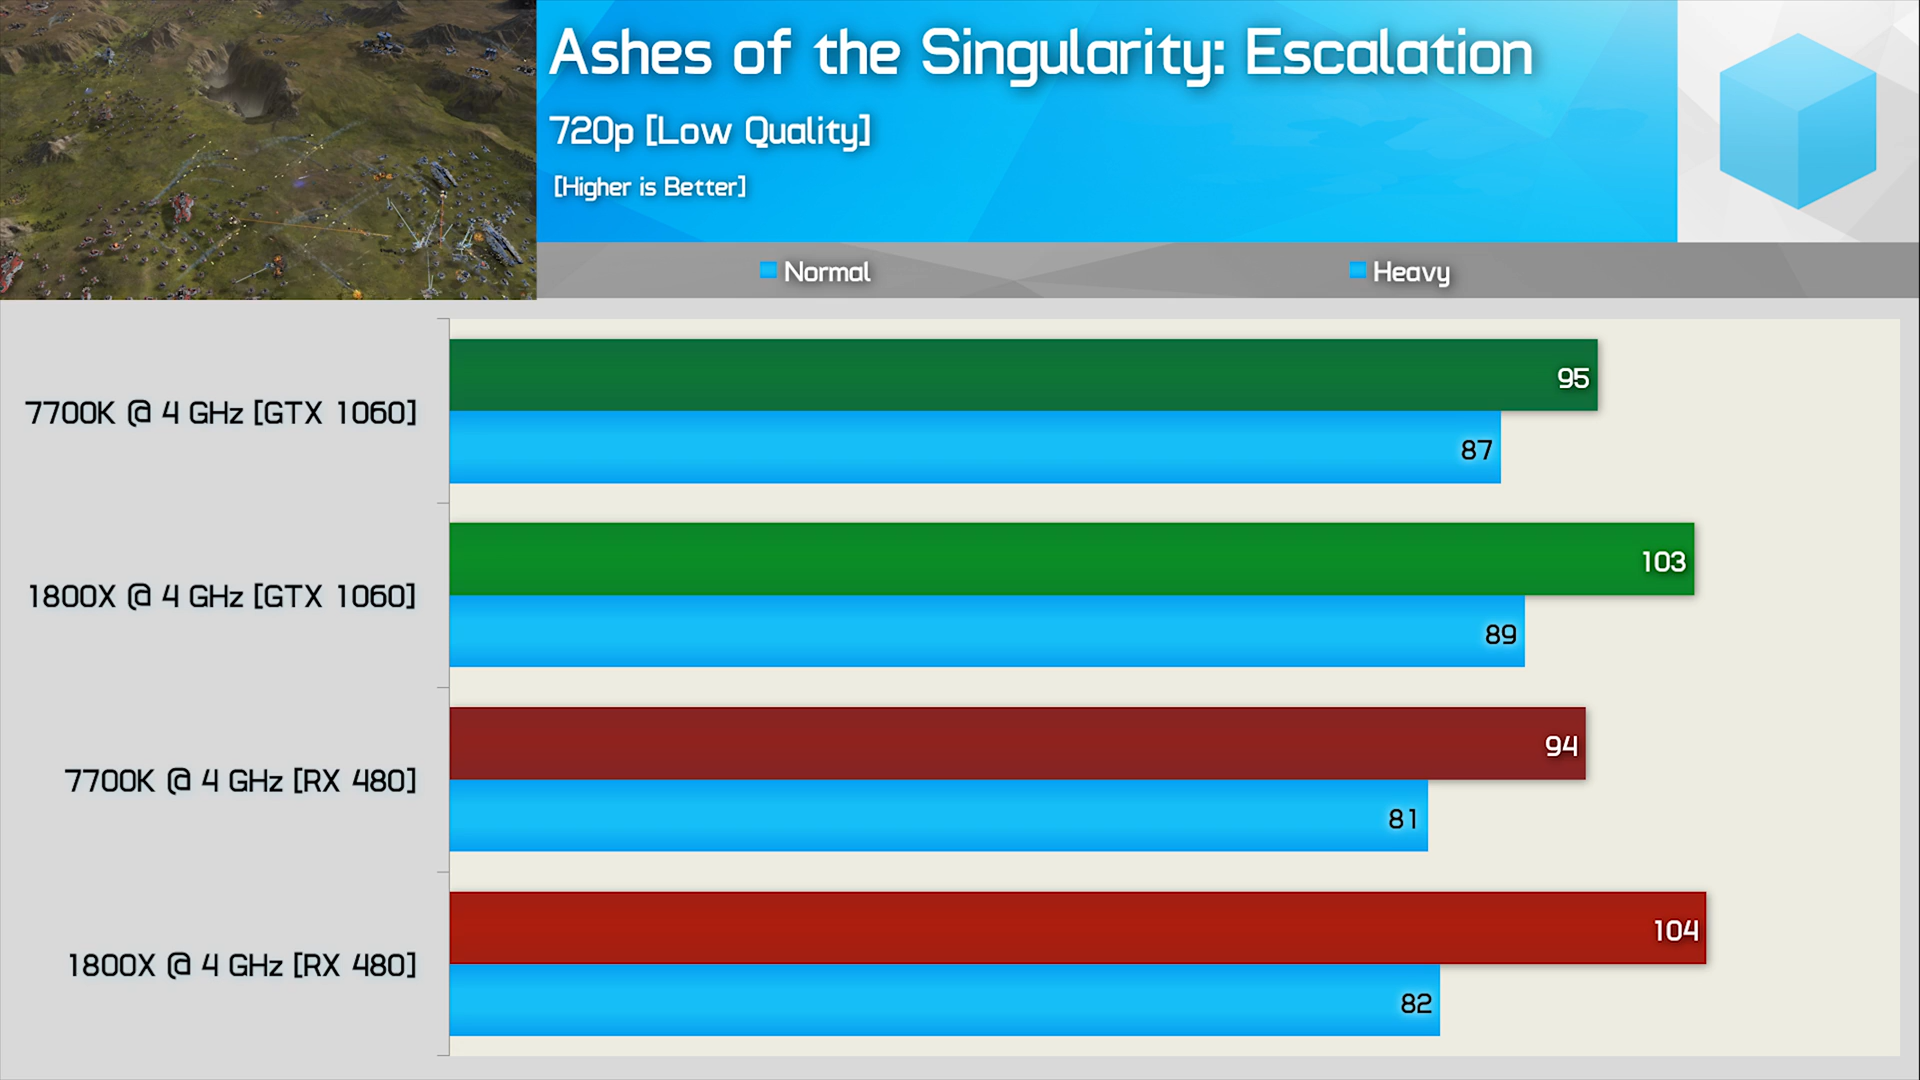 Ashes of the Singularity: Escalation
720p [Low Quality]
[Higher is Better]
Normal Heavy
7700K @ 4 GHz [GTX 1060]
95
87
1800X @ 4 GHz [GTX 1060]
103
89
7700K @ 4 GHz [RX 480]
94
81
1800X @ 4 GHz [RX 480]
104
82